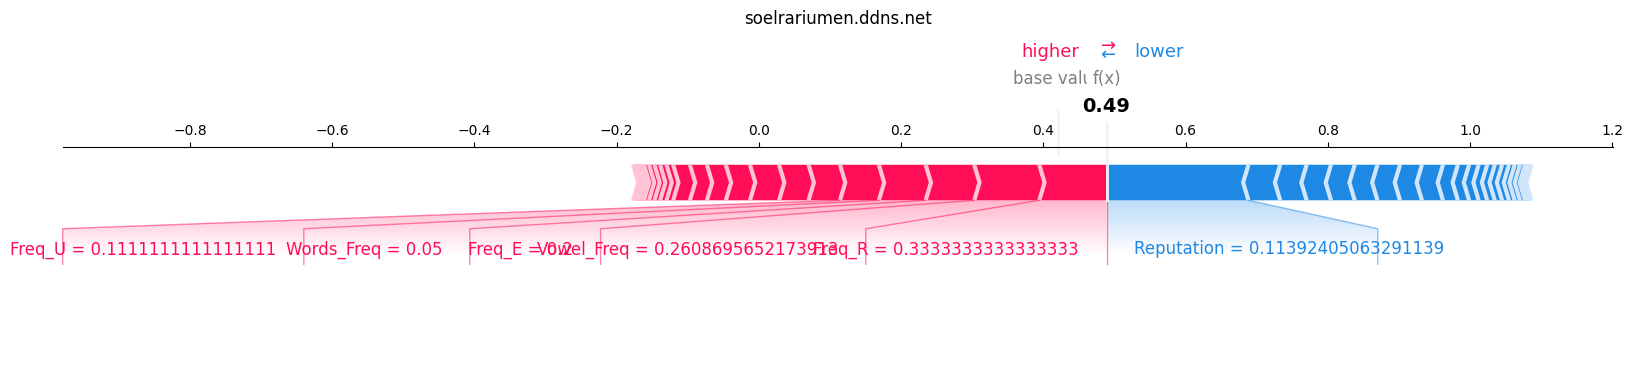 soelrariumen.ddns.net
higher → ← lower
base valu f(x)
0.49
−0.8 −0.6 −0.4 −0.2 0.0 0.2 0.4 0.6 0.8 1.0 1.2
Freq_U = 0.1111111111111111 Words_Freq = 0.05 Freq_E = 0.2 Vowel_Freq = 0.2608695652173913 Freq_R = 0.3333333333333333 Reputation = 0.11392405063291139